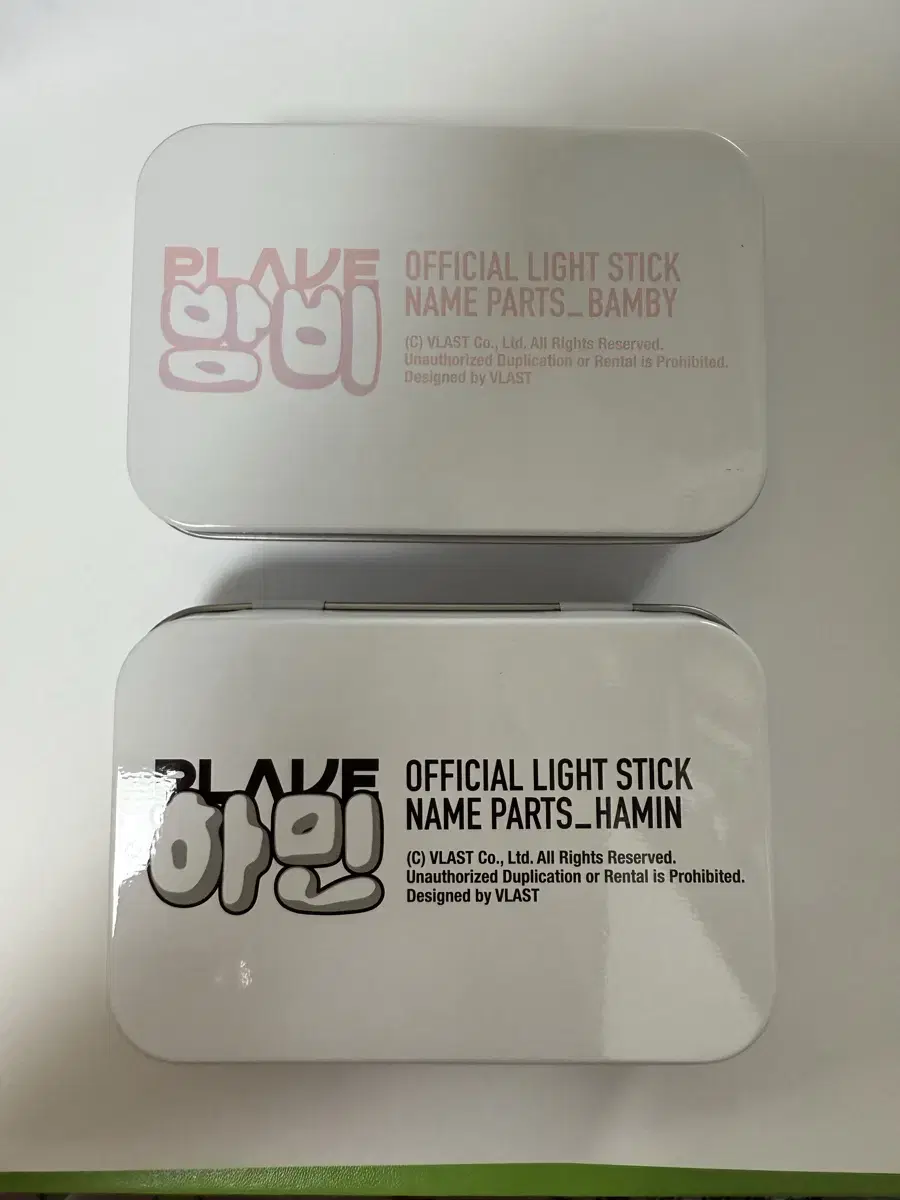 PLAVE
밤비
OFFICIAL LIGHT STICK
NAME PARTS_BAMBY
(C) VLAST Co., Ltd. All Rights Reserved.
Unauthorized Duplication or Rental is Prohibited.
Designed by VLAST
PLAVE
하민
OFFICIAL LIGHT STICK
NAME PARTS_HAMIN
(C) VLAST Co., Ltd. All Rights Reserved.
Unauthorized Duplication or Rental is Prohibited.
Designed by VLAST